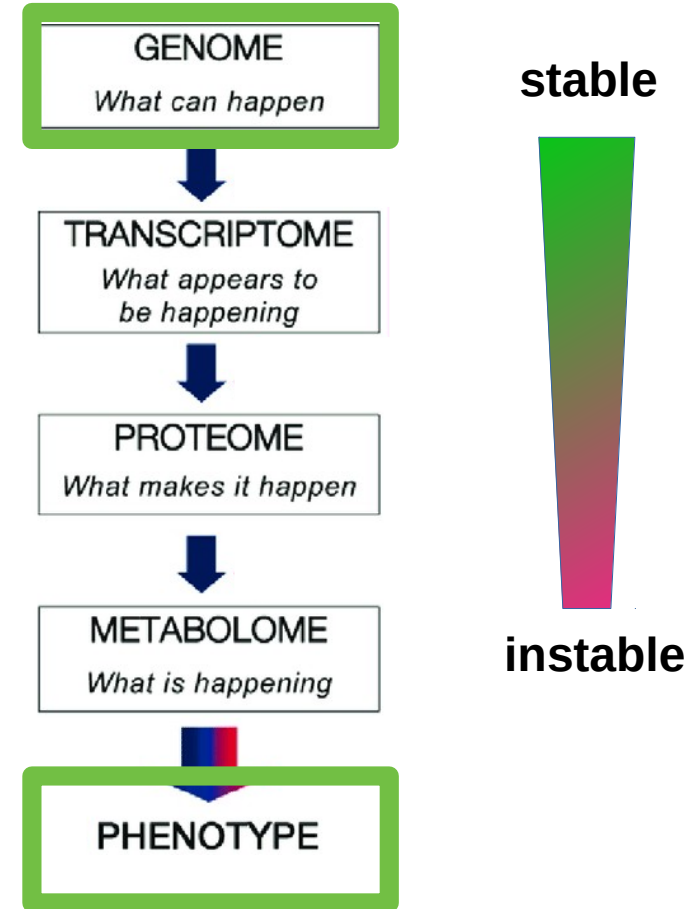 GENOME
What can happen
stable
TRANSCRIPTOME
What appears to
be happening
PROTEOME
What makes it happen
METABOLOME
What is happening
instable
PHENOTYPE